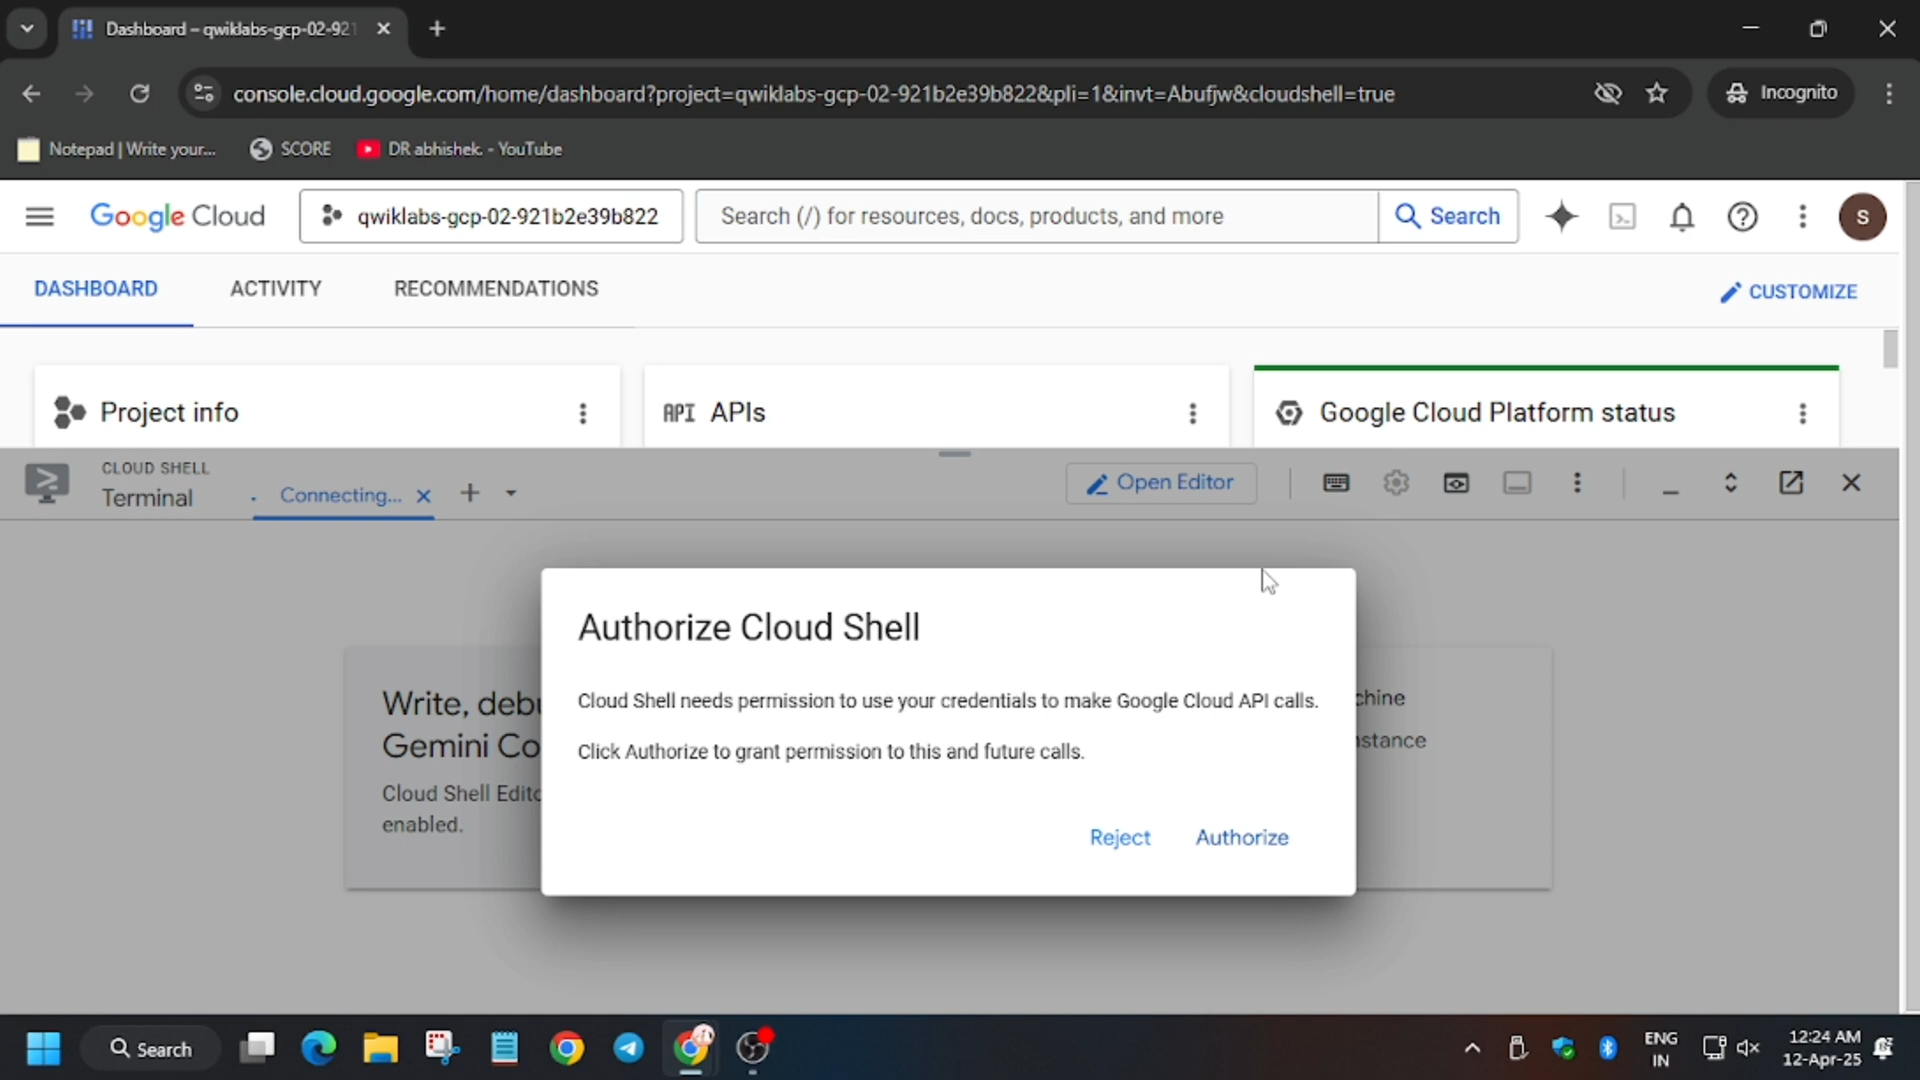 Dashboard – qwiklabs-gcp-02-921
console.cloud.google.com/home/dashboard?project=qwiklabs-gcp-02-921b2e39b822&pli=1&invt=Abufjw&cloudshell=true
Incognito
Notepad | Write your...
SCORE
DR abhishek. - YouTube
Google Cloud
qwiklabs-gcp-02-921b2e39b822
Search (/) for resources, docs, products, and more
Search
S
DASHBOARD
ACTIVITY
RECOMMENDATIONS
CUSTOMIZE
Project info
API APIs
Google Cloud Platform status
CLOUD SHELL
Terminal
Connecting...
Open Editor
Authorize Cloud Shell
Cloud Shell needs permission to use your credentials to make Google Cloud API calls.
Click Authorize to grant permission to this and future calls.
Reject
Authorize
Write, debu
Gemini Co
Cloud Shell Edito
enabled.
chine
stance
Search
ENG
IN
12:24 AM
12-Apr-25